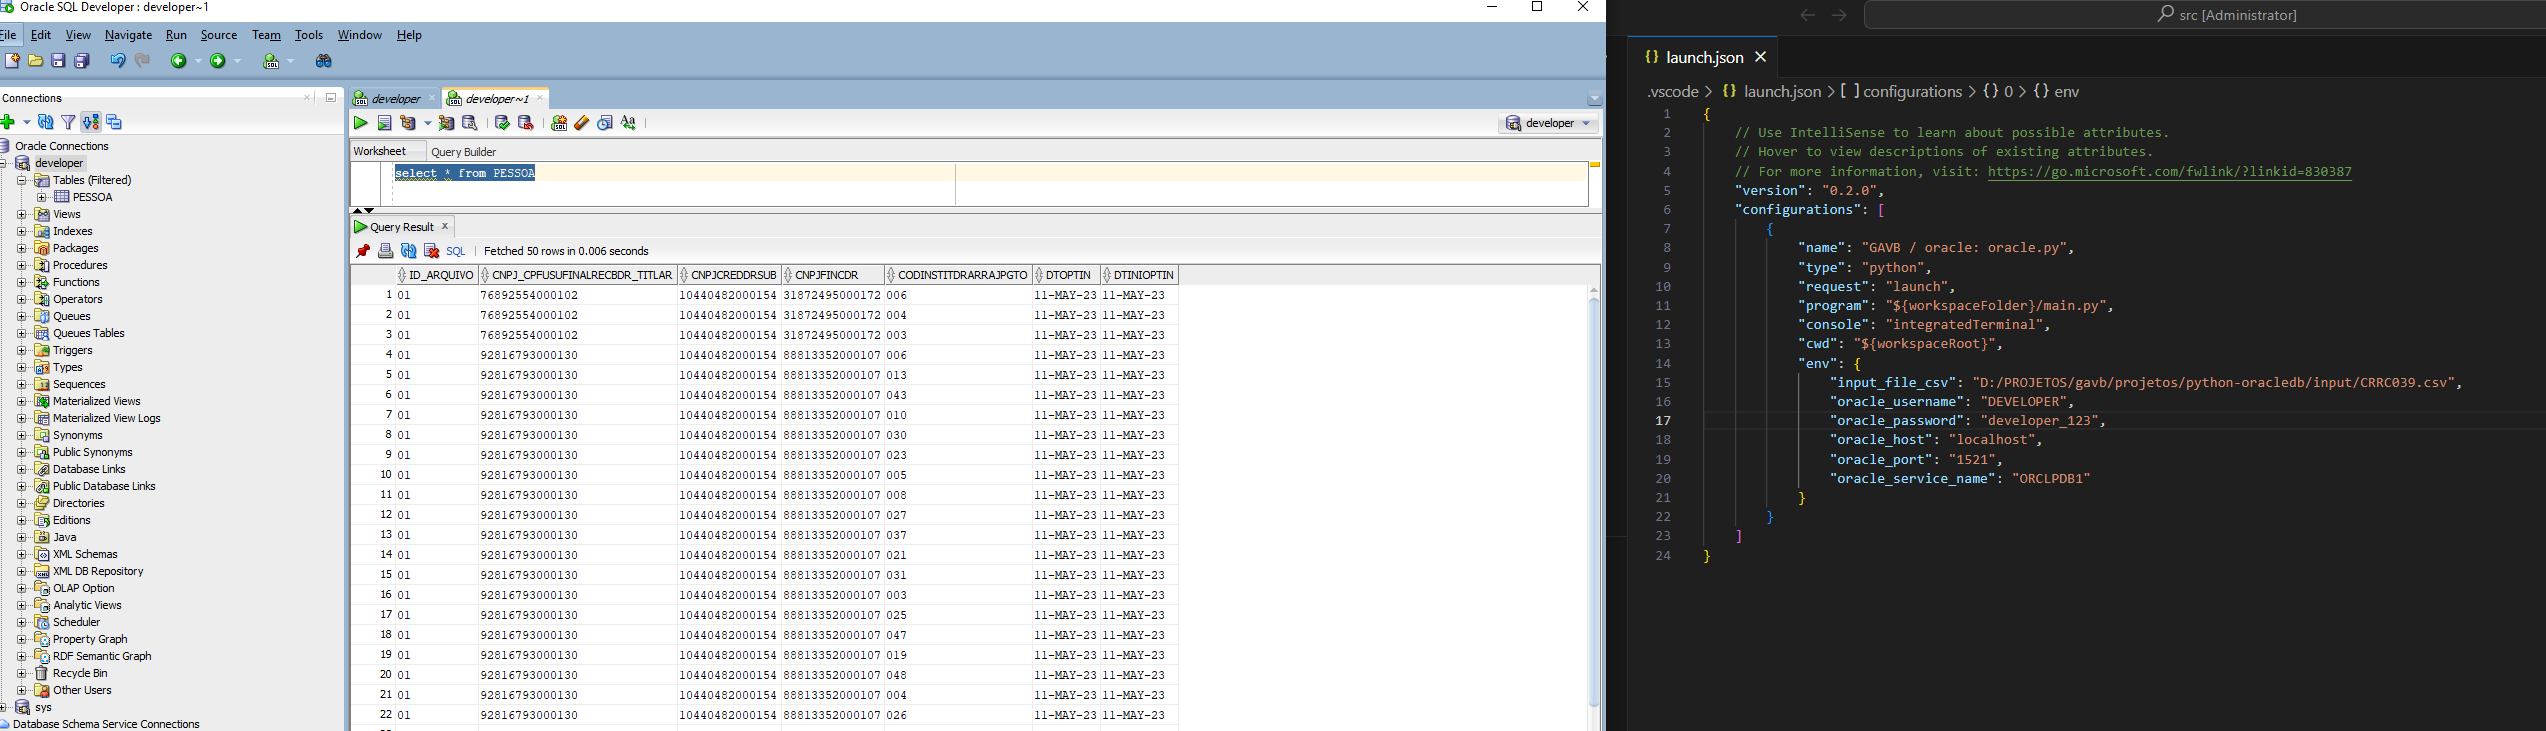 Oracle SQL Developer : developer~1
File Edit View Navigate Run Source Team Tools Window Help
Connections
Oracle Connections
developer
Tables (Filtered)
PESSOA
Views
Indexes
Packages
Procedures
Functions
Operators
Queues
Queues Tables
Triggers
Types
Sequences
Materialized Views
Materialized View Logs
Synonyms
Public Synonyms
Database Links
Public Database Links
Directories
Editions
Java
XML Schemas
XML DB Repository
OLAP Option
Analytic Views
Scheduler
Property Graph
RDF Semantic Graph
Recycle Bin
Other Users
sys
Database Schema Service Connections
developer developer~1
developer
Worksheet Query Builder
select * from PESSOA
Query Result
SQL Fetched 50 rows in 0.006 seconds
ID_ARQUIVO CNPJ_CPFUSUFINALRECBDR_TITLAR CNPJCREDDRSUB CNPJFINCDR CODINSTITDRARRAJPGTO DTOPTIN DTINIOPTIN
1 01 76892554000102 10440482000154 31872495000172 006 11-MAY-23 11-MAY-23
2 01 76892554000102 10440482000154 31872495000172 004 11-MAY-23 11-MAY-23
3 01 76892554000102 10440482000154 31872495000172 003 11-MAY-23 11-MAY-23
4 01 92816793000130 10440482000154 88813352000107 006 11-MAY-23 11-MAY-23
5 01 92816793000130 10440482000154 88813352000107 013 11-MAY-23 11-MAY-23
6 01 92816793000130 10440482000154 88813352000107 043 11-MAY-23 11-MAY-23
7 01 92816793000130 10440482000154 88813352000107 010 11-MAY-23 11-MAY-23
8 01 92816793000130 10440482000154 88813352000107 030 11-MAY-23 11-MAY-23
9 01 92816793000130 10440482000154 88813352000107 023 11-MAY-23 11-MAY-23
10 01 92816793000130 10440482000154 88813352000107 005 11-MAY-23 11-MAY-23
11 01 92816793000130 10440482000154 88813352000107 008 11-MAY-23 11-MAY-23
12 01 92816793000130 10440482000154 88813352000107 027 11-MAY-23 11-MAY-23
13 01 92816793000130 10440482000154 88813352000107 037 11-MAY-23 11-MAY-23
14 01 92816793000130 10440482000154 88813352000107 021 11-MAY-23 11-MAY-23
15 01 92816793000130 10440482000154 88813352000107 031 11-MAY-23 11-MAY-23
16 01 92816793000130 10440482000154 88813352000107 003 11-MAY-23 11-MAY-23
17 01 92816793000130 10440482000154 88813352000107 025 11-MAY-23 11-MAY-23
18 01 92816793000130 10440482000154 88813352000107 047 11-MAY-23 11-MAY-23
19 01 92816793000130 10440482000154 88813352000107 019 11-MAY-23 11-MAY-23
20 01 92816793000130 10440482000154 88813352000107 048 11-MAY-23 11-MAY-23
21 01 92816793000130 10440482000154 88813352000107 004 11-MAY-23 11-MAY-23
22 01 92816793000130 10440482000154 88813352000107 026 11-MAY-23 11-MAY-23
src [Administrator]
{} launch.json
.vscode > {} launch.json > [ ] configurations > {} 0 > {} env
1 {
2 // Use IntelliSense to learn about possible attributes.
3 // Hover to view descriptions of existing attributes.
4 // For more information, visit: https://go.microsoft.com/fwlink/?linkid=830387
5 "version": "0.2.0",
6 "configurations": [
7 {
8 "name": "GAVB / oracle: oracle.py",
9 "type": "python",
10 "request": "launch",
11 "program": "${workspaceFolder}/main.py",
12 "console": "integratedTerminal",
13 "cwd": "${workspaceRoot}",
14 "env": {
15 "input_file_csv": "D:/PROJETOS/gavb/projetos/python-oracledb/input/CRRC039.csv",
16 "oracle_username": "DEVELOPER",
17 "oracle_password": "developer_123",
18 "oracle_host": "localhost",
19 "oracle_port": "1521",
20 "oracle_service_name": "ORCLPDB1"
21 }
22 }
23 ]
24 }